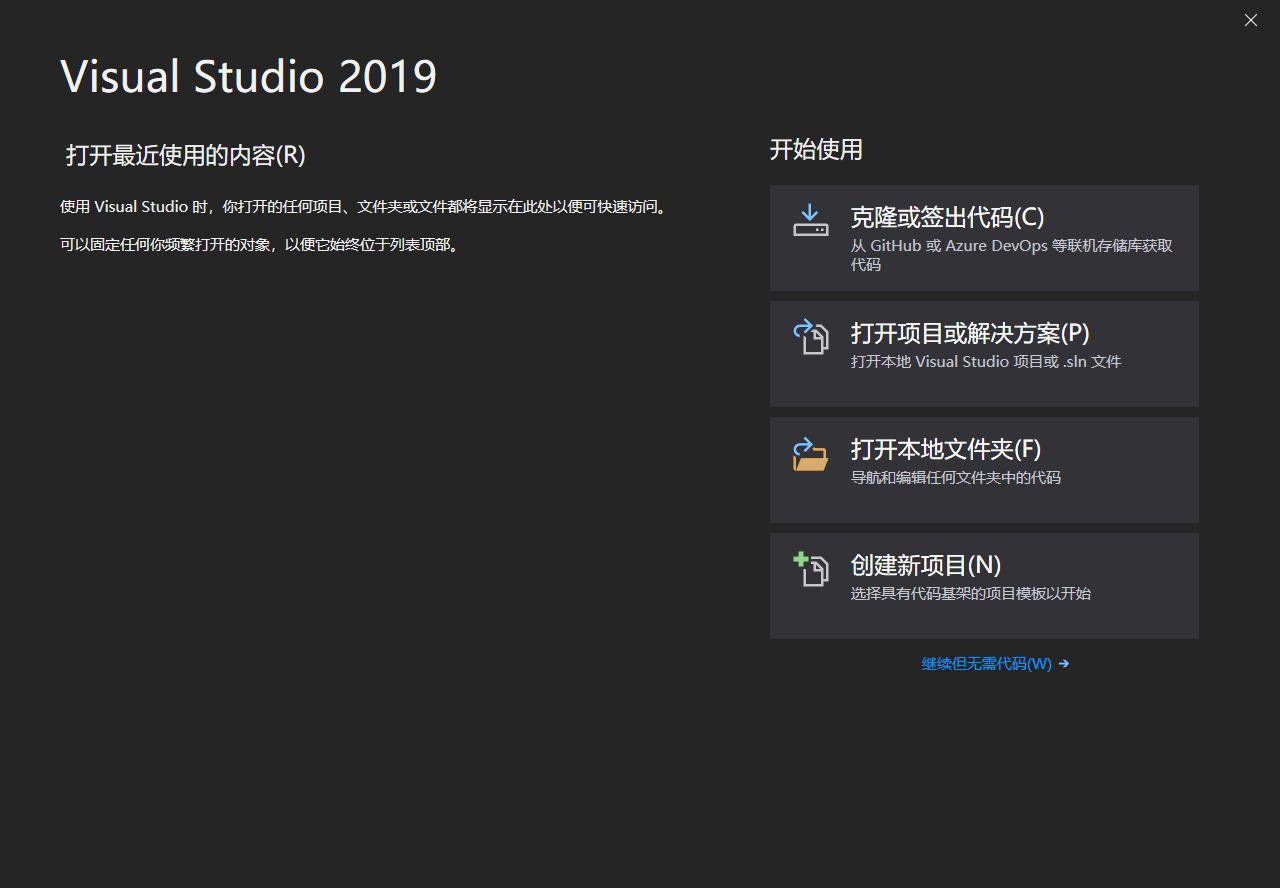 Visual Studio 2019
打开最近使用的内容(R)
使用 Visual Studio 时，你打开的任何项目、文件夹或文件都将显示在此处以便可快速访问。
可以固定任何你频繁打开的对象，以便它始终位于列表顶部。
开始使用
克隆或签出代码(C)
从 GitHub 或 Azure DevOps 等联机存储库获取
代码
打开项目或解决方案(P)
打开本地 Visual Studio 项目或 .sln 文件
打开本地文件夹(F)
导航和编辑任何文件夹中的代码
创建新项目(N)
选择具有代码基架的项目模板以开始
继续但无需代码(W) →